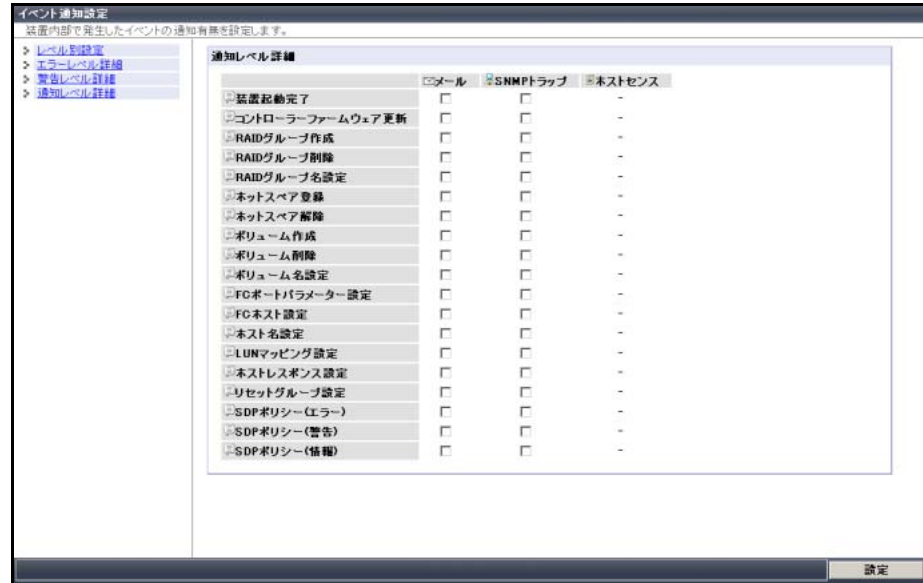 イベント通知設定
装置内部で発生したイベントの通知有無を設定します。
レベル別設定
エラーレベル詳細
警告レベル詳細
通知レベル詳細
通知レベル詳細
メール SNMPトラップ ホストセンス
装置起動完了 -
コントローラーファームウェア更新 -
RAIDグループ作成 -
RAIDグループ削除 -
RAIDグループ名設定 -
ホットスペア登録 -
ホットスペア解除 -
ボリューム作成 -
ボリューム削除 -
ボリューム名設定 -
FCポートパラメーター設定 -
FCホスト設定 -
ホスト名設定 -
LUNマッピング設定 -
ホストレスポンス設定 -
リセットグループ設定 -
SDPポリシー(エラー) -
SDPポリシー(警告) -
SDPポリシー(情報) -
設定